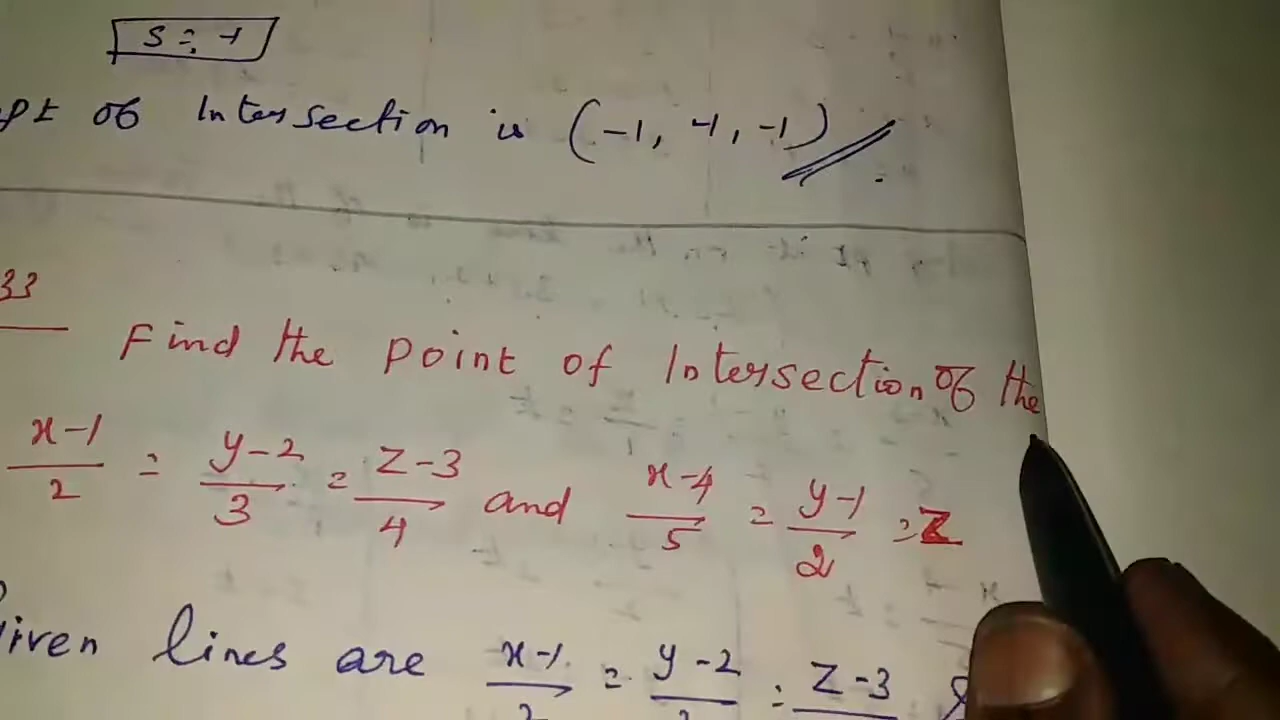 s = -1
pt of Intersection is (-1, -1, -1)
33
Find the point of Intersection of the
x-1/2 = y-2/3 = z-3/4 and x-4/5 = y-1/2 = z
Given lines are x-1/2 = y-2/3 = z-3 &